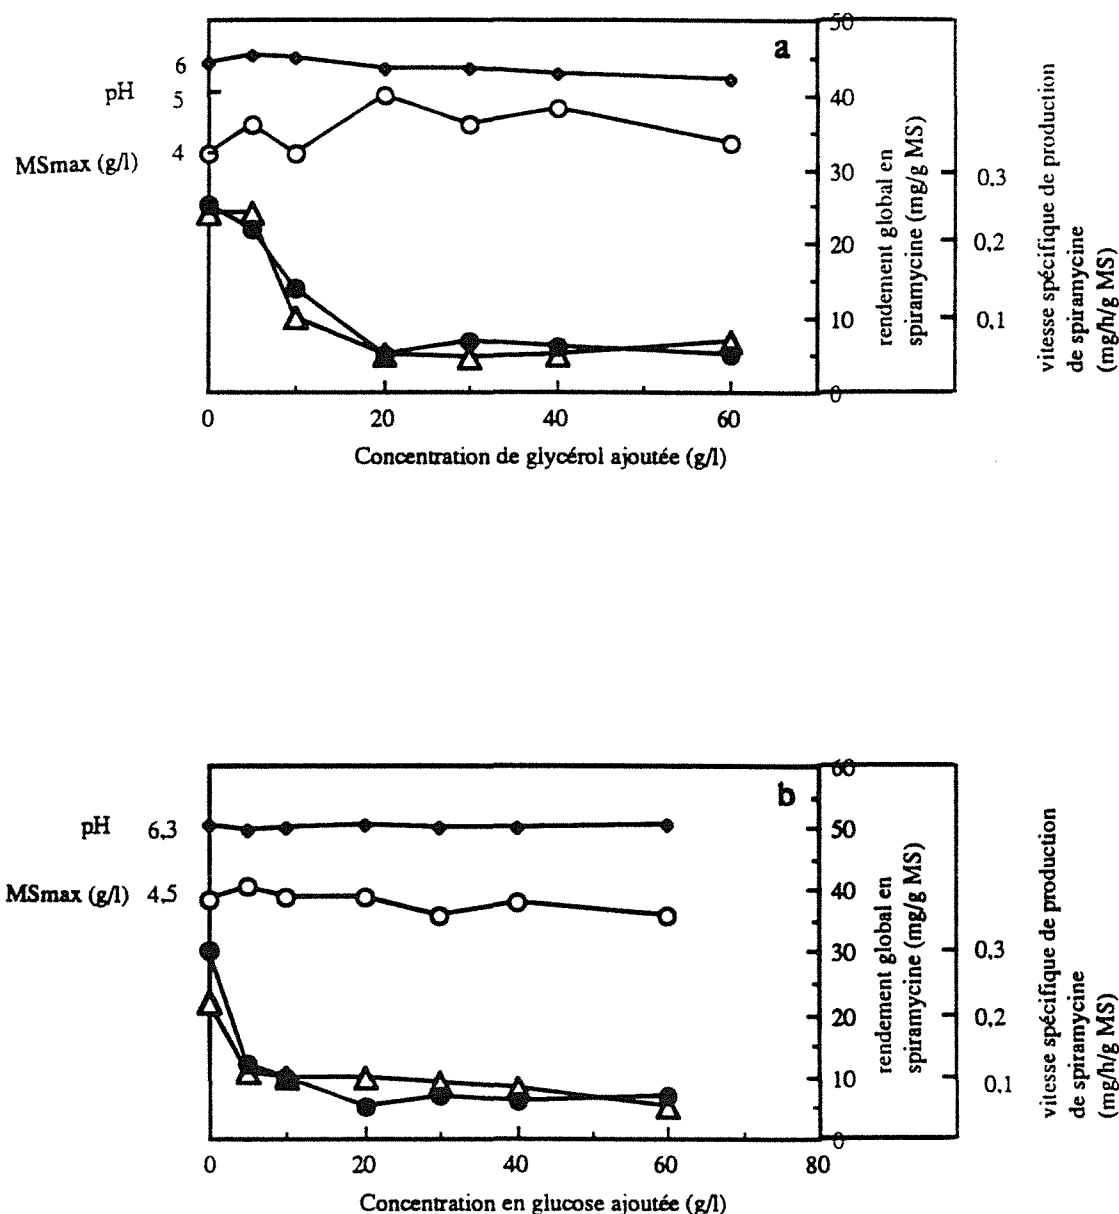 a
pH
6
5
MSmax (g/l)
4
50
40
30
20
10
0
rendement global en
spiramycine (mg/g MS)
0.3
0.2
0.1
vitesse spécifique de production
de spiramycine
(mg/h/g MS)
0
20
40
60
Concentration de glycérol ajoutée (g/l)
b
pH
6,3
MSmax (g/l)
4,5
60
50
40
30
20
10
0
rendement global en
spiramycine (mg/g MS)
0,3
0,2
0,1
vitesse spécifique de production
de spiramycine
(mg/h/g MS)
0
20
40
60
80
Concentration en glucose ajoutée (g/l)